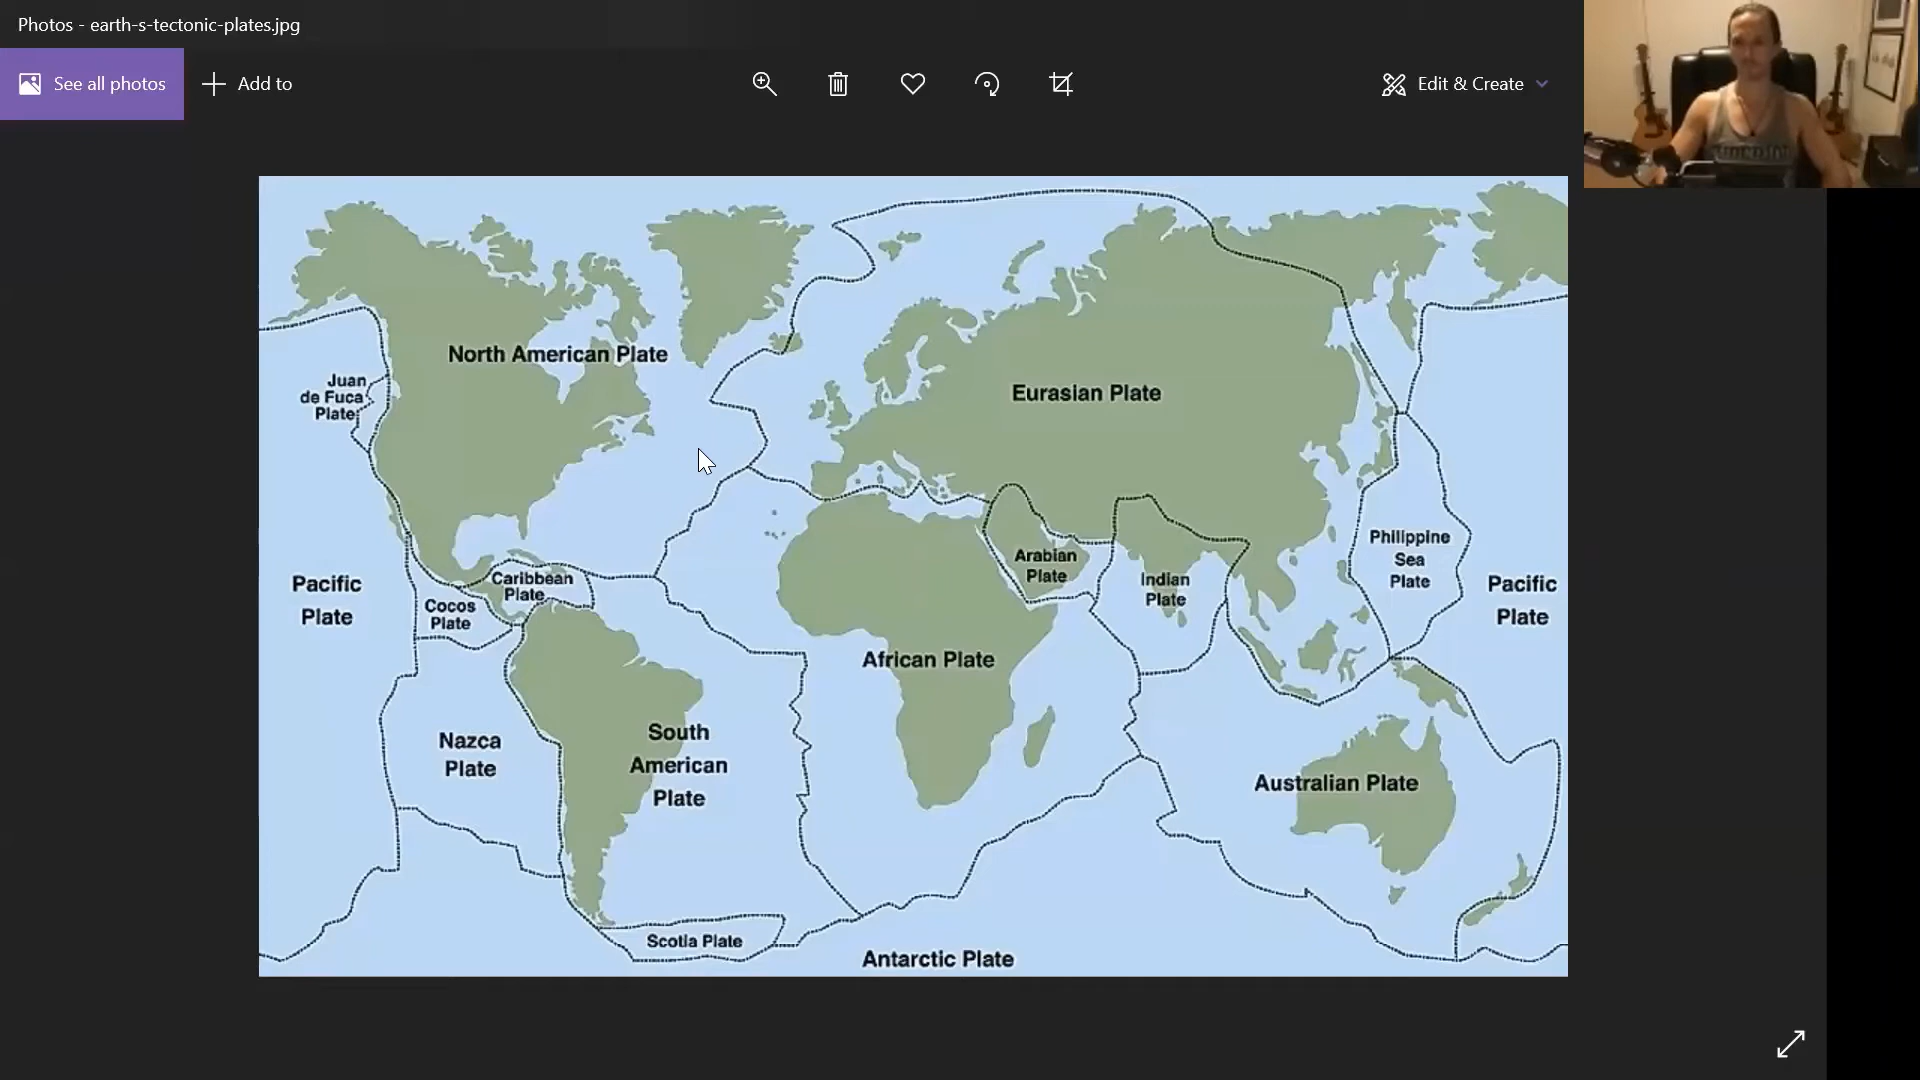 Photos - earth-s-tectonic-plates.jpg
See all photos
Add to
Edit & Create
North American Plate
Eurasian Plate
Juan
de Fuca
Plate
Philippine
Sea
Plate
Arabian
Plate
Indian
Plate
Caribbean
Plate
Cocos
Plate
Pacific
Plate
Pacific
Plate
African Plate
Nazca
Plate
South
American
Plate
Australian Plate
Scotia Plate
Antarctic Plate